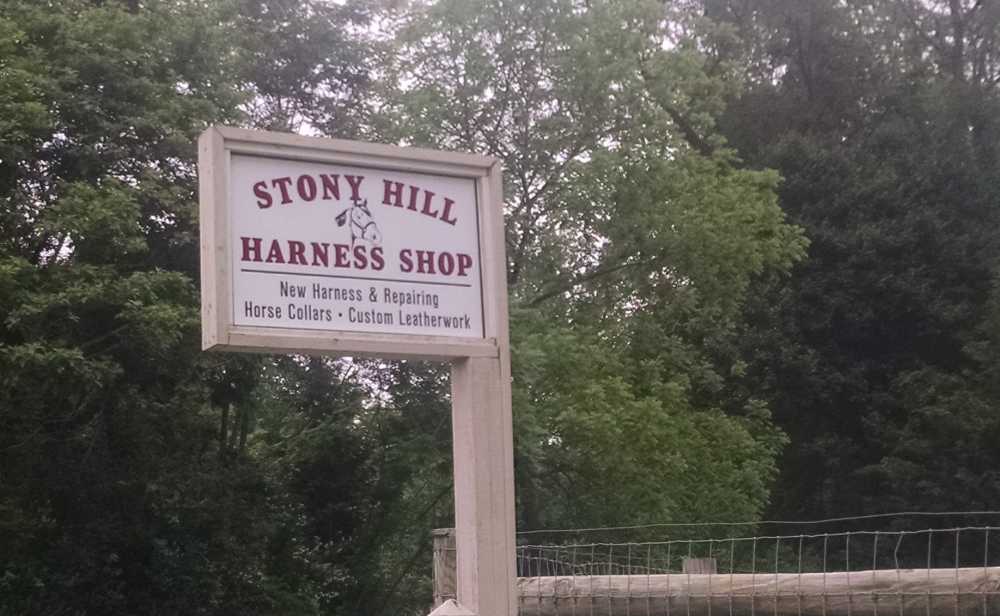 STONY HILL
HARNESS SHOP
New Harness & Repairing
Horse Collars • Custom Leatherwork